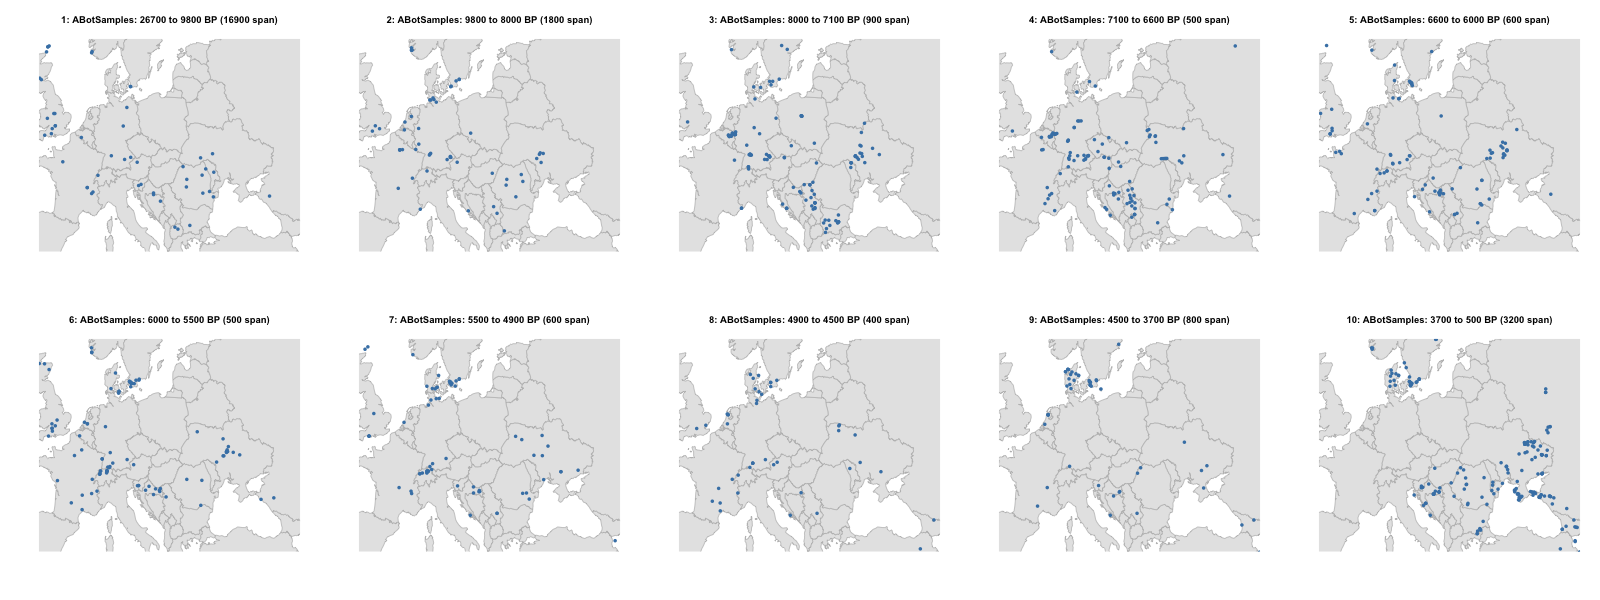 1: ABotSamples: 26700 to 9800 BP (16900 span)
2: ABotSamples: 9800 to 8000 BP (1800 span)
3: ABotSamples: 8000 to 7100 BP (900 span)
4: ABotSamples: 7100 to 6600 BP (500 span)
5: ABotSamples: 6600 to 6000 BP (600 span)
6: ABotSamples: 6000 to 5500 BP (500 span)
7: ABotSamples: 5500 to 4900 BP (600 span)
8: ABotSamples: 4900 to 4500 BP (400 span)
9: ABotSamples: 4500 to 3700 BP (800 span)
10: ABotSamples: 3700 to 500 BP (3200 span)